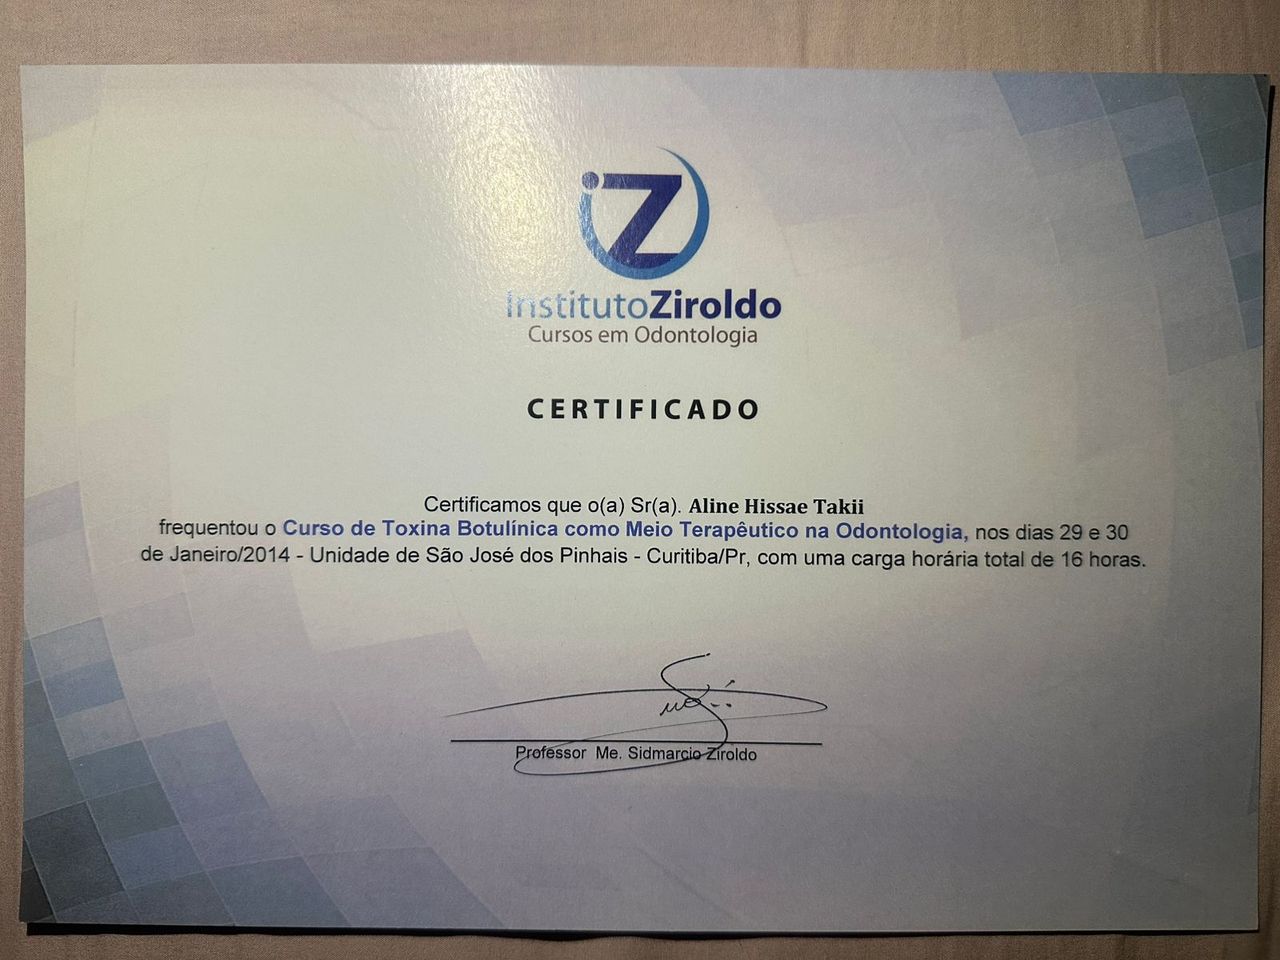 iZ
InstitutoZiroldo
Cursos em Odontologia
CERTIFICADO
Certificamos que o(a) Sr(a). Aline Hissae Takii
frequentou o Curso de Toxina Botulínica como Meio Terapêutico na Odontologia, nos dias 29 e 30
de Janeiro/2014 - Unidade de São José dos Pinhais - Curitiba/Pr, com uma carga horária total de 16 horas.
Professor Me. Sidmarcio Ziroldo